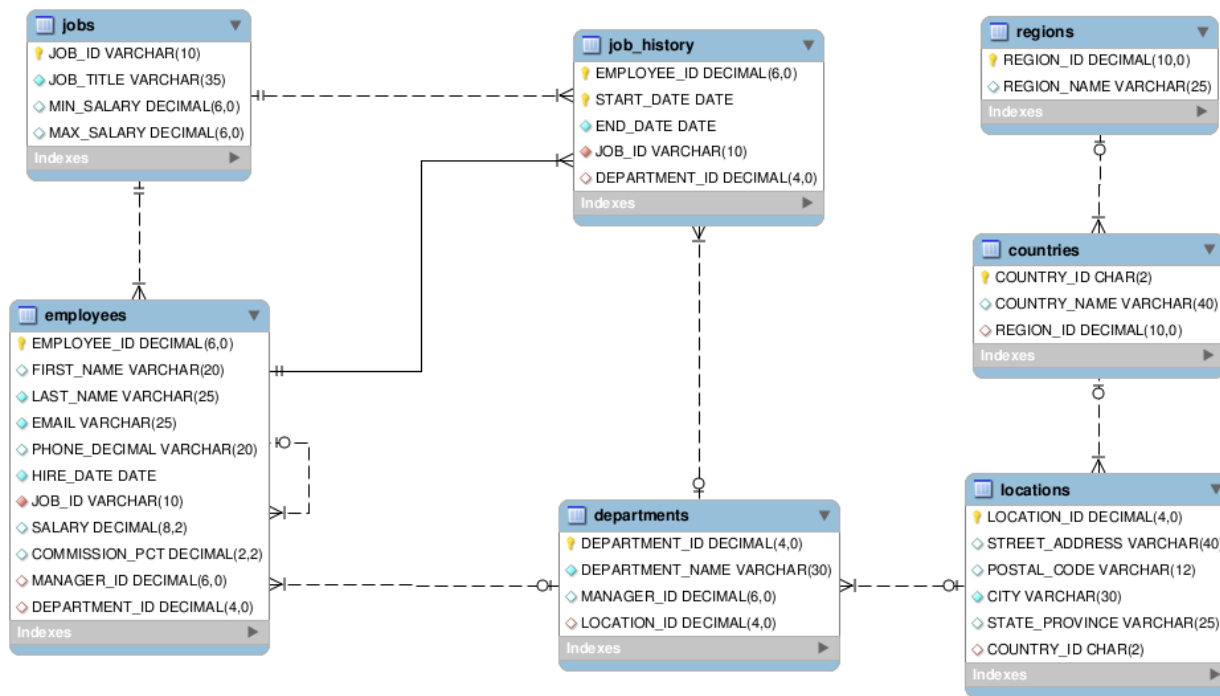 jobs
JOB_ID VARCHAR(10)
JOB_TITLE VARCHAR(35)
MIN_SALARY DECIMAL(6,0)
MAX_SALARY DECIMAL(6,0)
Indexes
job_history
EMPLOYEE_ID DECIMAL(6,0)
START_DATE DATE
END_DATE DATE
JOB_ID VARCHAR(10)
DEPARTMENT_ID DECIMAL(4,0)
Indexes
regions
REGION_ID DECIMAL(10,0)
REGION_NAME VARCHAR(25)
Indexes
countries
COUNTRY_ID CHAR(2)
COUNTRY_NAME VARCHAR(40)
REGION_ID DECIMAL(10,0)
Indexes
employees
EMPLOYEE_ID DECIMAL(6,0)
FIRST_NAME VARCHAR(20)
LAST_NAME VARCHAR(25)
EMAIL VARCHAR(25)
PHONE_DECIMAL VARCHAR(20)
HIRE_DATE DATE
JOB_ID VARCHAR(10)
SALARY DECIMAL(8,2)
COMMISSION_PCT DECIMAL(2,2)
MANAGER_ID DECIMAL(6,0)
DEPARTMENT_ID DECIMAL(4,0)
Indexes
departments
DEPARTMENT_ID DECIMAL(4,0)
DEPARTMENT_NAME VARCHAR(30)
MANAGER_ID DECIMAL(6,0)
LOCATION_ID DECIMAL(4,0)
Indexes
locations
LOCATION_ID DECIMAL(4,0)
STREET_ADDRESS VARCHAR(40)
POSTAL_CODE VARCHAR(12)
CITY VARCHAR(30)
STATE_PROVINCE VARCHAR(25)
COUNTRY_ID CHAR(2)
Indexes